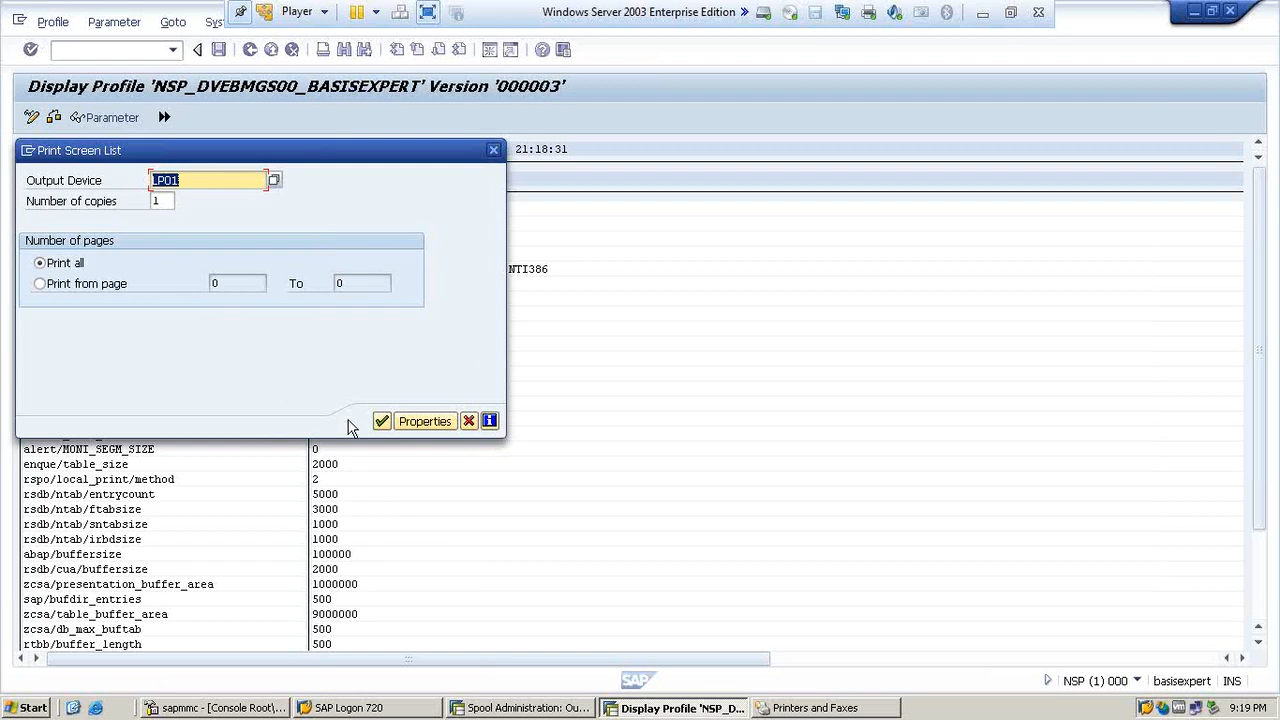 Profile Parameter Goto Sys
Player
Windows Server 2003 Enterprise Edition
Display Profile 'NSP_DVEBMGS00_BASISEXPERT' Version '000003'
Parameter
Print Screen List
21:18:31
Output Device LP01
Number of copies 1
Number of pages
Print all
NTI386
Print from page 0 To 0
Properties
alert/MONI_SEGM_SIZE 0
enque/table_size 2000
rspo/local_print/method 2
rsdb/ntab/entrycount 5000
rsdb/ntab/ftabsize 3000
rsdb/ntab/sntabsize 1000
rsdb/ntab/irbdsize 1000
abap/buffersize 100000
rsdb/cua/buffersize 2000
zcsa/presentation_buffer_area 1000000
sap/bufdir_entries 500
zcsa/table_buffer_area 9000000
zcsa/db_max_buftab 500
rtbb/buffer_length 500
SAP
NSP (1) 000 basisexpert INS
Start
sapmmc - [Console Root\...
SAP Logon 720
Spool Administration: Ou...
Display Profile 'NSP_D...
Printers and Faxes
9:19 PM